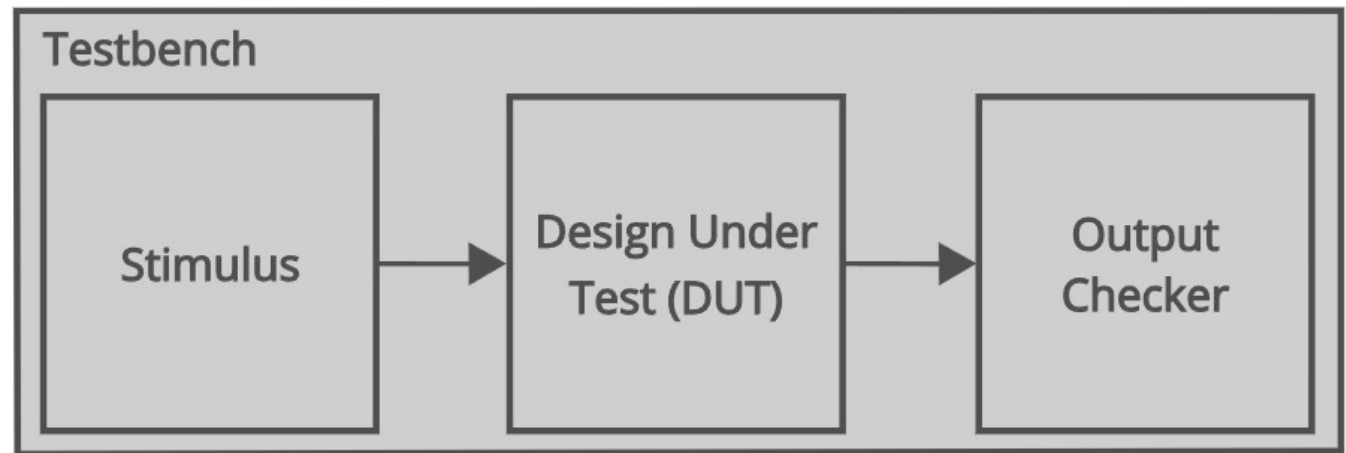 Testbench
Stimulus
Design Under
Test (DUT)
Output
Checker